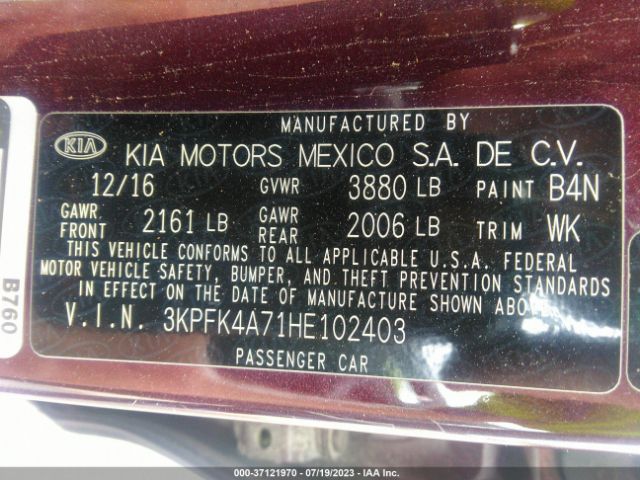 MANUFACTURED BY
KIA KIA MOTORS MEXICO S.A. DE C.V.
12/16 GVWR 3880 LB PAINT B4N
GAWR. FRONT 2161 LB GAWR REAR 2006 LB TRIM WK
THIS VEHICLE CONFORMS TO ALL APPLICABLE U.S.A. FEDERAL
MOTOR VEHICLE SAFETY, BUMPER, AND THEFT PREVENTION STANDARDS
IN EFFECT ON THE DATE OF MANUFACTURE SHOWN ABOVE.
V.I.N. 3KPFK4A71HE102403
PASSENGER CAR
B760
000-37121970 / 07/19/2023 - IAAI.COM